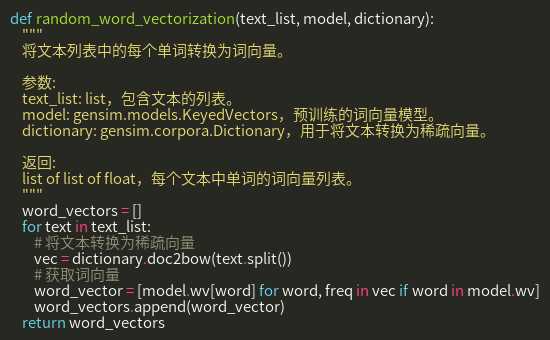 def random_word_vectorization(text_list, model, dictionary):
"""
将文本列表中的每个单词转换为词向量。
参数:
text_list: list，包含文本的列表。
model: gensim.models.KeyedVectors，预训练的词向量模型。
dictionary: gensim.corpora.Dictionary，用于将文本转换为稀疏向量。
返回:
list of list of float，每个文本中单词的词向量列表。
"""
word_vectors = []
for text in text_list:
# 将文本转换为稀疏向量
vec = dictionary.doc2bow(text.split())
# 获取词向量
word_vector = [model.wv[word] for word, freq in vec if word in model.wv]
word_vectors.append(word_vector)
return word_vectors